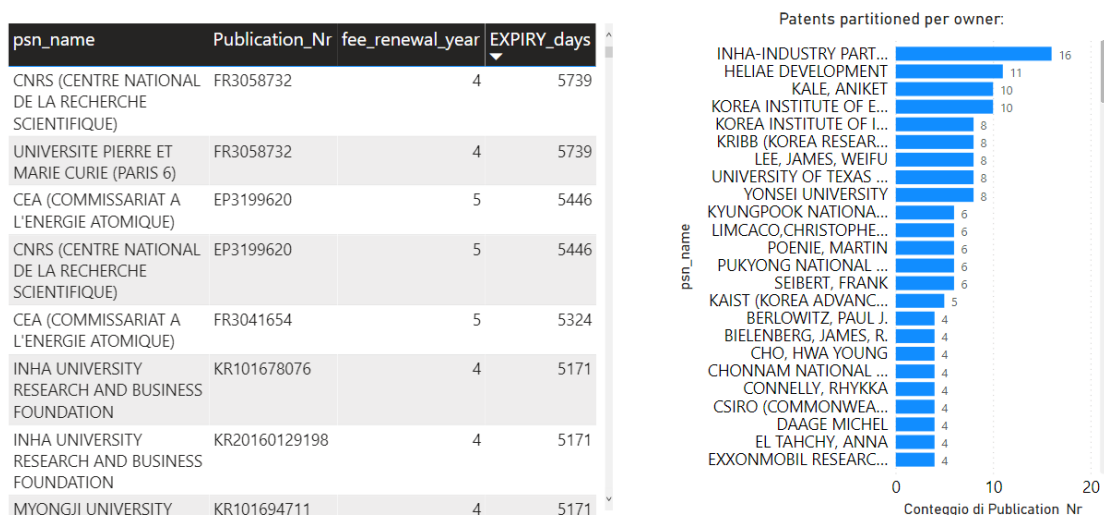 psn_name Publication_Nr fee_renewal_year EXPIRY_days
CNRS (CENTRE NATIONAL FR3058732 4 5739
DE LA RECHERCHE
SCIENTIFIQUE)
UNIVERSITE PIERRE ET FR3058732 4 5739
MARIE CURIE (PARIS 6)
CEA (COMMISSARIAT A EP3199620 5 5446
L'ENERGIE ATOMIQUE)
CNRS (CENTRE NATIONAL EP3199620 5 5446
DE LA RECHERCHE
SCIENTIFIQUE)
CEA (COMMISSARIAT A FR3041654 5 5324
L'ENERGIE ATOMIQUE)
INHA UNIVERSITY KR101678076 4 5171
RESEARCH AND BUSINESS
FOUNDATION
INHA UNIVERSITY KR20160129198 4 5171
RESEARCH AND BUSINESS
FOUNDATION
MYONGJI UNIVERSITY KR101694711 4 5171
Patents partitioned per owner:
psn_name
INHA-INDUSTRY PART... 16
HELIAE DEVELOPMENT 11
KALE, ANIKET 10
KOREA INSTITUTE OF E... 10
KOREA INSTITUTE OF I... 8
KRIBB (KOREA RESEAR... 8
LEE, JAMES, WEIFU 8
UNIVERSITY OF TEXAS ... 8
YONSEI UNIVERSITY 8
KYUNGPOOK NATIONA... 6
LIMCACO,CHRISTOPHE... 6
POENIE, MARTIN 6
PUKYONG NATIONAL ... 6
SEIBERT, FRANK 6
KAIST (KOREA ADVANC... 5
BERLOWITZ, PAUL J. 4
BIELENBERG, JAMES, R. 4
CHO, HWA YOUNG 4
CHONNAM NATIONAL ... 4
CONNELLY, RHYKKA 4
CSIRO (COMMONWEA... 4
DAAGE MICHEL 4
EL TAHCHY, ANNA 4
EXXONMOBIL RESEARC... 4
0 10 20
Conteggio di Publication_Nr